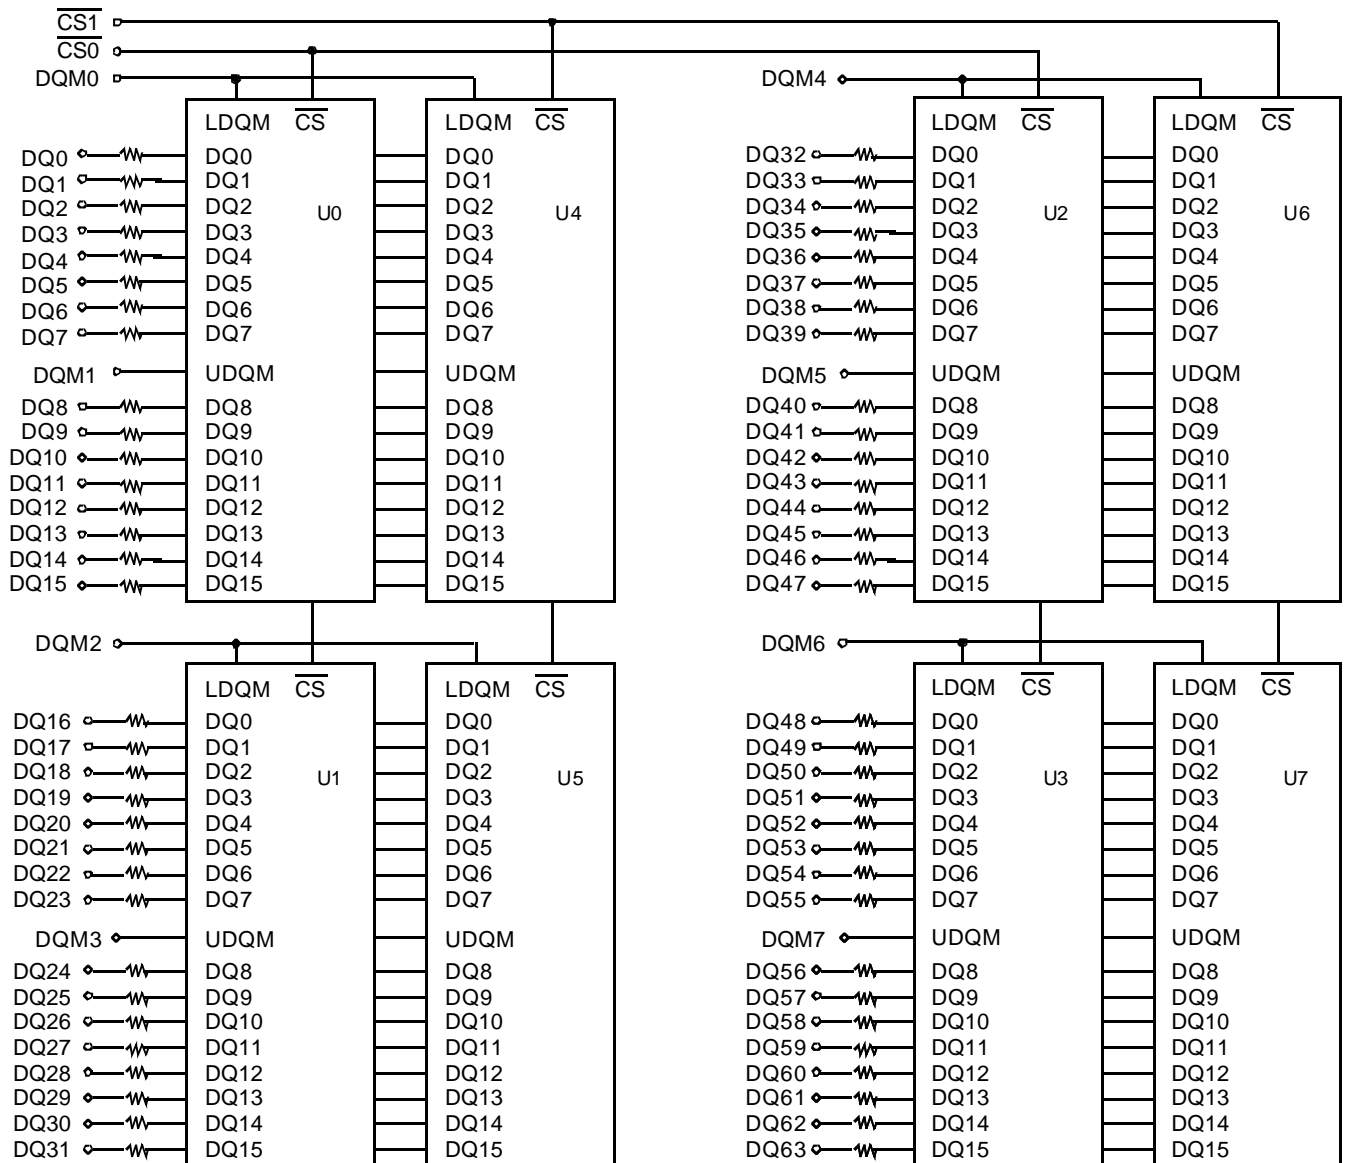 CS1
CS0
DQM0 DQM4
LDQM CS LDQM CS LDQM CS LDQM CS
DQ0 DQ0 DQ0 DQ32 DQ0 DQ0
DQ1 DQ1 DQ1 DQ33 DQ1 DQ1
DQ2 DQ2 U0 DQ2 U4 DQ34 DQ2 U2 DQ2 U6
DQ3 DQ3 DQ3 DQ35 DQ3 DQ3
DQ4 DQ4 DQ4 DQ36 DQ4 DQ4
DQ5 DQ5 DQ5 DQ37 DQ5 DQ5
DQ6 DQ6 DQ6 DQ38 DQ6 DQ6
DQ7 DQ7 DQ7 DQ39 DQ7 DQ7
DQM1 UDQM UDQM DQM5 UDQM UDQM
DQ8 DQ8 DQ8 DQ40 DQ8 DQ8
DQ9 DQ9 DQ9 DQ41 DQ9 DQ9
DQ10 DQ10 DQ10 DQ42 DQ10 DQ10
DQ11 DQ11 DQ11 DQ43 DQ11 DQ11
DQ12 DQ12 DQ12 DQ44 DQ12 DQ12
DQ13 DQ13 DQ13 DQ45 DQ13 DQ13
DQ14 DQ14 DQ14 DQ46 DQ14 DQ14
DQ15 DQ15 DQ15 DQ47 DQ15 DQ15
DQM2 DQM6
LDQM CS LDQM CS LDQM CS LDQM CS
DQ16 DQ0 DQ0 DQ48 DQ0 DQ0
DQ17 DQ1 DQ1 DQ49 DQ1 DQ1
DQ18 DQ2 U1 DQ2 U5 DQ50 DQ2 U3 DQ2 U7
DQ19 DQ3 DQ3 DQ51 DQ3 DQ3
DQ20 DQ4 DQ4 DQ52 DQ4 DQ4
DQ21 DQ5 DQ5 DQ53 DQ5 DQ5
DQ22 DQ6 DQ6 DQ54 DQ6 DQ6
DQ23 DQ7 DQ7 DQ55 DQ7 DQ7
DQM3 UDQM UDQM DQM7 UDQM UDQM
DQ24 DQ8 DQ8 DQ56 DQ8 DQ8
DQ25 DQ9 DQ9 DQ57 DQ9 DQ9
DQ26 DQ10 DQ10 DQ58 DQ10 DQ10
DQ27 DQ11 DQ11 DQ59 DQ11 DQ11
DQ28 DQ12 DQ12 DQ60 DQ12 DQ12
DQ29 DQ13 DQ13 DQ61 DQ13 DQ13
DQ30 DQ14 DQ14 DQ62 DQ14 DQ14
DQ31 DQ15 DQ15 DQ63 DQ15 DQ15